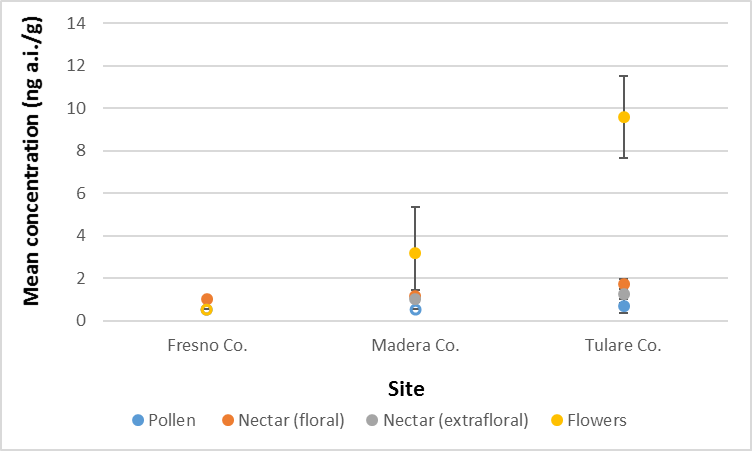 Mean concentration (ng a.i./g)
14
12
10
8
6
4
2
0
Fresno Co.
Madera Co.
Tulare Co.
Site
Pollen
Nectar (floral)
Nectar (extrafloral)
Flowers